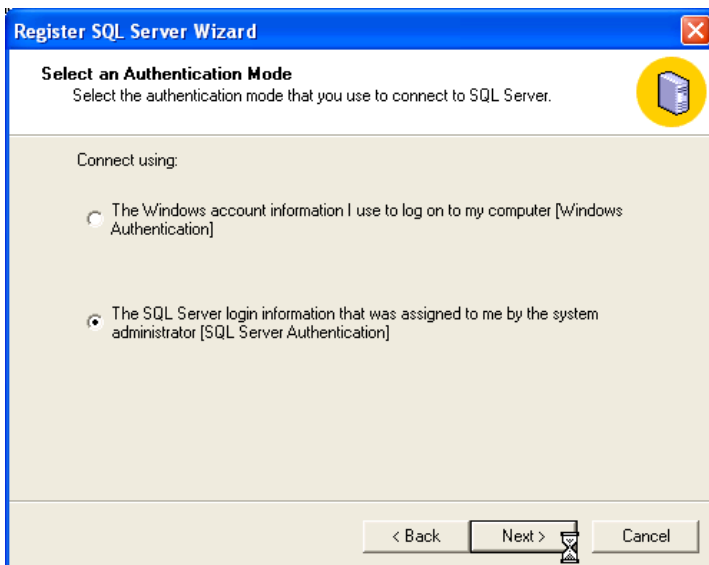 Register SQL Server Wizard
Select an Authentication Mode
Select the authentication mode that you use to connect to SQL Server.
Connect using:
The Windows account information I use to log on to my computer [Windows
Authentication]
The SQL Server login information that was assigned to me by the system
administrator [SQL Server Authentication]
< Back Next > Cancel